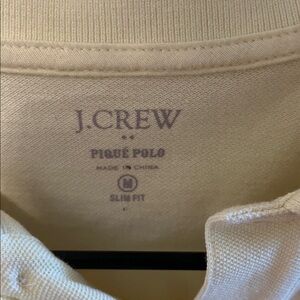 J.CREW
PIQUÉ POLO
MADE IN CHINA
M
SLIM FIT